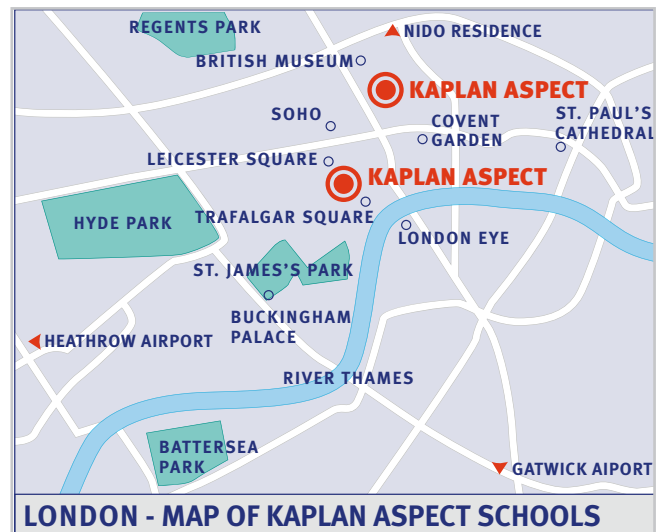 REGENTS PARK
NIDO RESIDENCE
BRITISH MUSEUM
KAPLAN ASPECT
SOHO
COVENT
GARDEN
ST. PAUL'S
CATHEDRAL
LEICESTER SQUARE
KAPLAN ASPECT
HYDE PARK
TRAFALGAR SQUARE
LONDON EYE
ST. JAMES'S PARK
BUCKINGHAM
PALACE
HEATHROW AIRPORT
RIVER THAMES
BATTERSEA
PARK
GATWICK AIPORT
LONDON - MAP OF KAPLAN ASPECT SCHOOLS